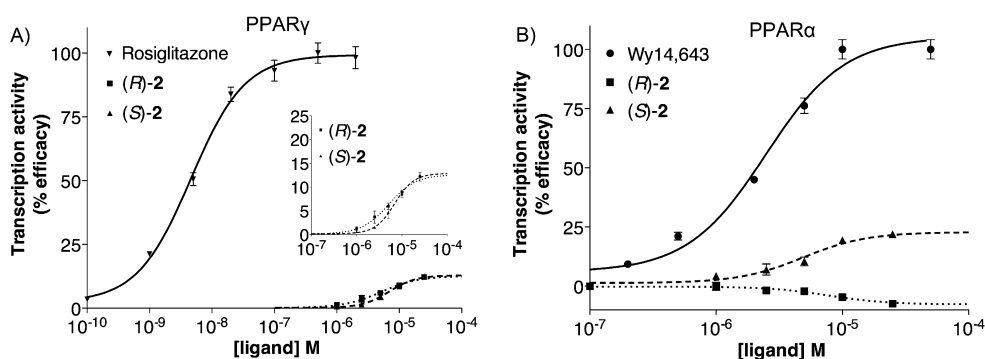 A)
PPARγ
Transcription activity
(% efficacy)
100
75
50
25
0
Rosiglitazone
(R)-2
(S)-2
25
20
15
10
5
0
(R)-2
(S)-2
10-7 10-6 10-5 10-4
10-10 10-9 10-8 10-7 10-6 10-5 10-4
[ligand] M
B)
PPARα
Transcription activity
(% efficacy)
100
75
50
25
0
Wy14,643
(R)-2
(S)-2
10-7 10-6 10-5 10-4
[ligand] M